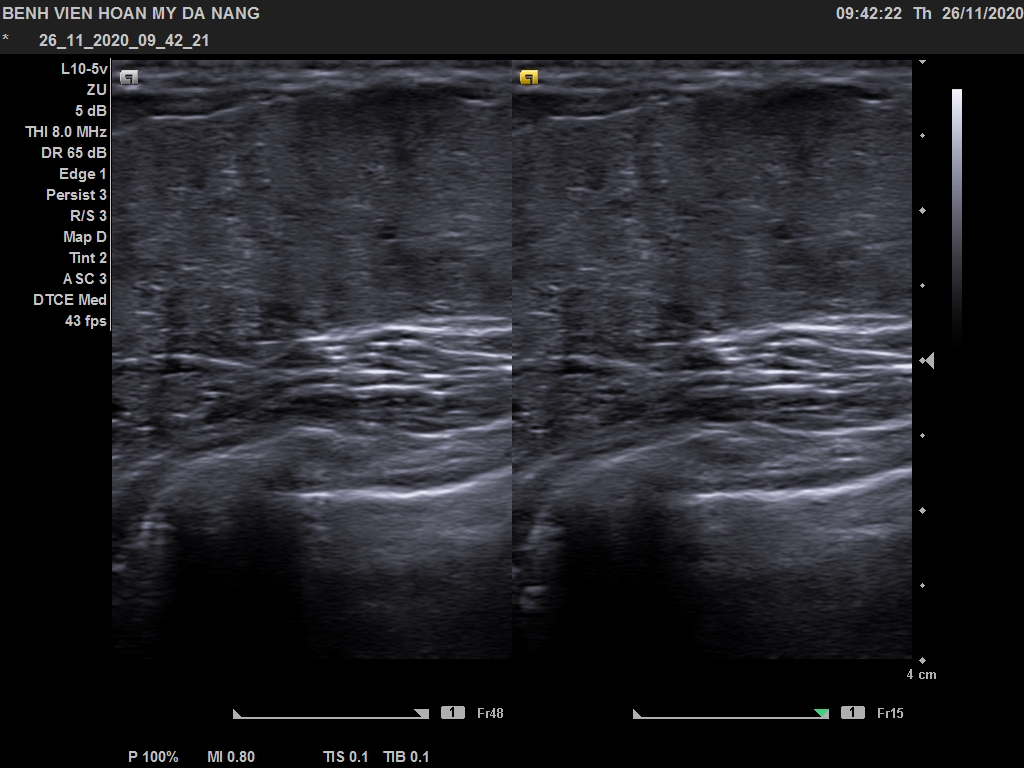 BENH VIEN HOAN MY DA NANG
09:42:22 Th 26/11/2020
* 26_11_2020_09_42_21
L10-5v
ZU
5 dB
THI 8.0 MHz
DR 65 dB
Edge 1
Persist 3
R/S 3
Map D
Tint 2
ASC 3
DTCE Med
43 fps
4 cm
1 Fr48
1 Fr15
P 100% MI 0.80 TIS 0.1 TIB 0.1